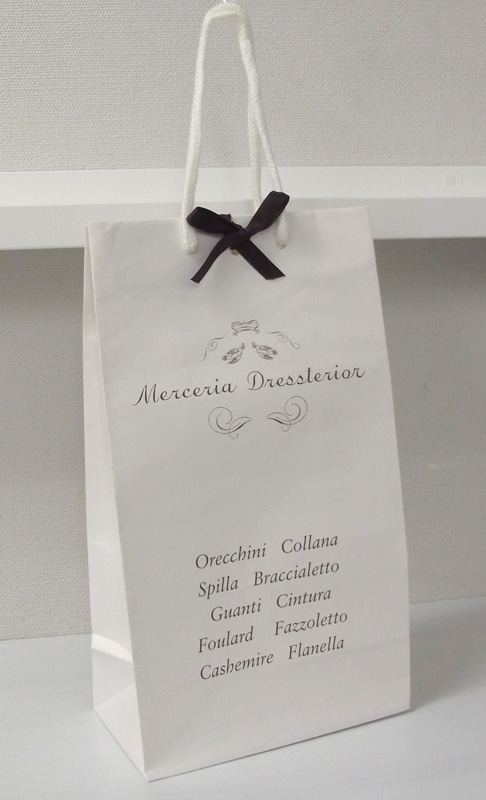 Merceria Dressterior
Orecchini Collana
Spilla Braccialetto
Guanti Cintura
Foulard Fazzoletto
Cashemire Flanella